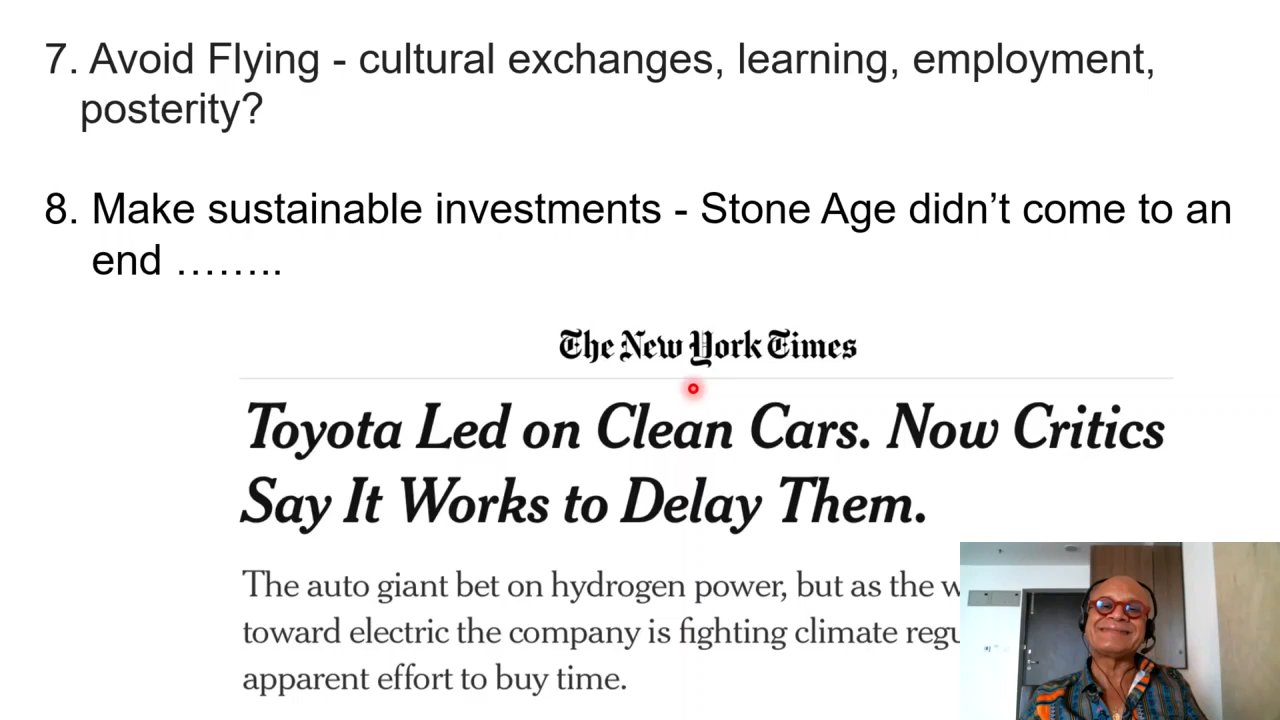 7. Avoid Flying - cultural exchanges, learning, employment,
posterity?
8. Make sustainable investments - Stone Age didn’t come to an
end ……..
The New York Times
Toyota Led on Clean Cars. Now Critics
Say It Works to Delay Them.
The auto giant bet on hydrogen power, but as the
toward electric the company is fighting climate
apparent effort to buy time.